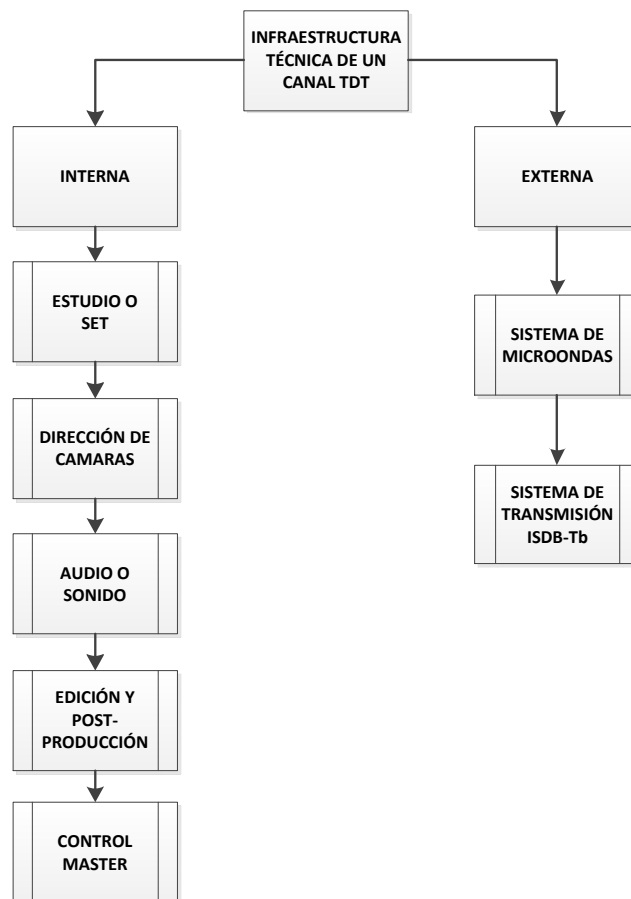 INFRAESTRUCTURA
TÉCNICA DE UN
CANAL TDT
INTERNA
EXTERNA
ESTUDIO O
SET
SISTEMA DE
MICROONDAS
DIRECCIÓN DE
CAMARAS
SISTEMA DE
TRANSMISIÓN
ISDB-Tb
AUDIO O
SONIDO
EDICIÓN Y
POST-
PRODUCCIÓN
CONTROL
MASTER